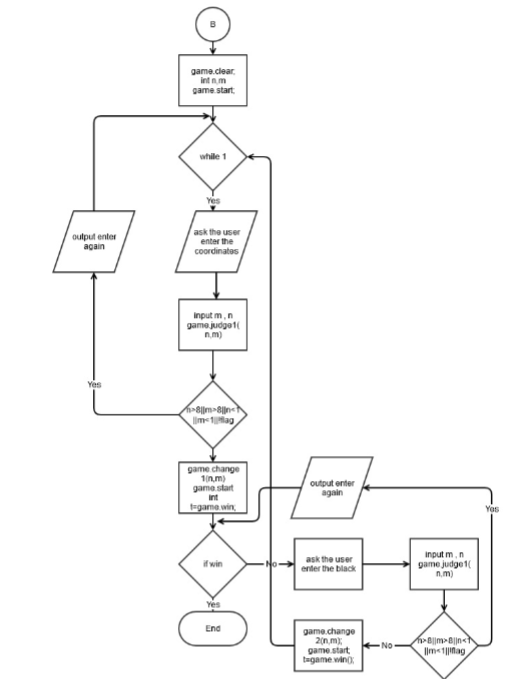 B
game.clear;
int n,m
game.start;
while 1
Yes
output enter
again
ask the user
enter the
coordinates
input m , n
game.judge1(
n,m)
Yes
n>8||m>8||n<1
||m<1||!flag
game.change
1(n,m)
game.start
int
t=game.win;
output enter
again
Yes
if win
No
ask the user
enter the black
input m , n
game.judge1(
n,m)
Yes
End
game.change
2(n,m);
game.start;
t=game.win();
No
n>8||m>8||n<1
||m<1||!flag